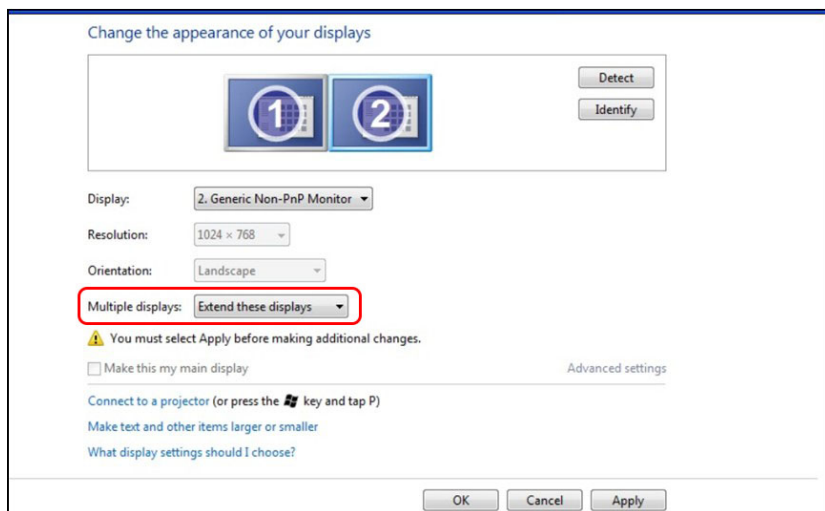 Change the appearance of your displays
1
2
Detect
Identify
Display:
2. Generic Non-PnP Monitor
Resolution:
1024 × 768
Orientation:
Landscape
Multiple displays:
Extend these displays
You must select Apply before making additional changes.
Make this my main display
Advanced settings
Connect to a projector (or press the key and tap P)
Make text and other items larger or smaller
What display settings should I choose?
OK
Cancel
Apply